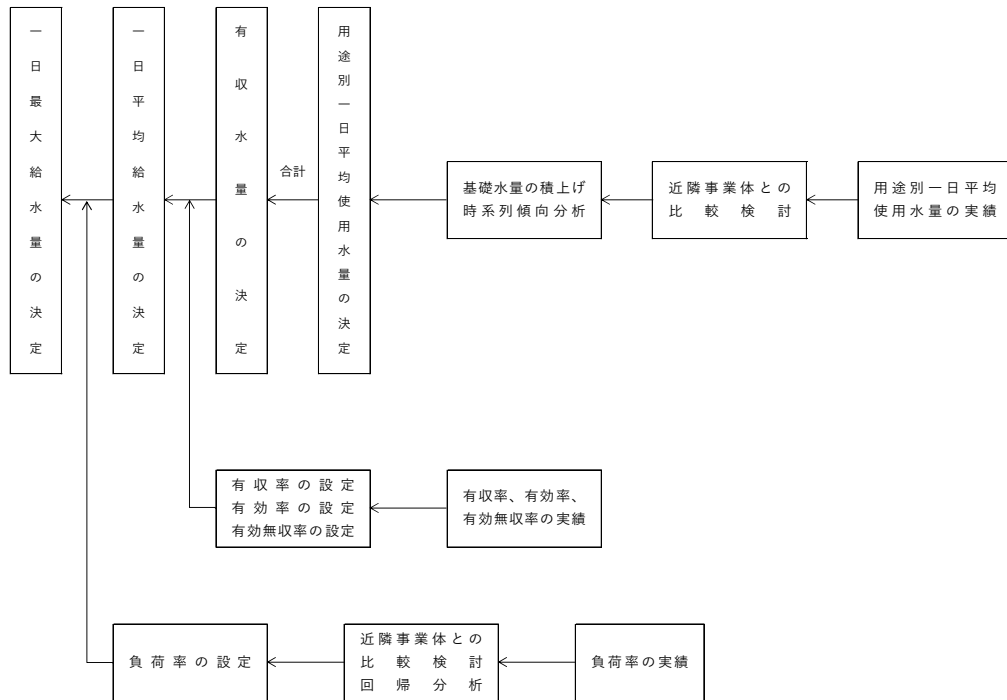 一日最大給水量の決定
一日平均給水量の決定
有収水量の決定
用途別一日平均使用水量の決定
合計
基礎水量の積上げ
時系列傾向分析
近隣事業体との
比較検討
用途別一日平均
使用水量の実績
有収率の設定
有効率の設定
有効無収率の設定
有収率、有効率、
有効無収率の実績
負荷率の設定
近隣事業体との
比較検討
回帰分析
負荷率の実績